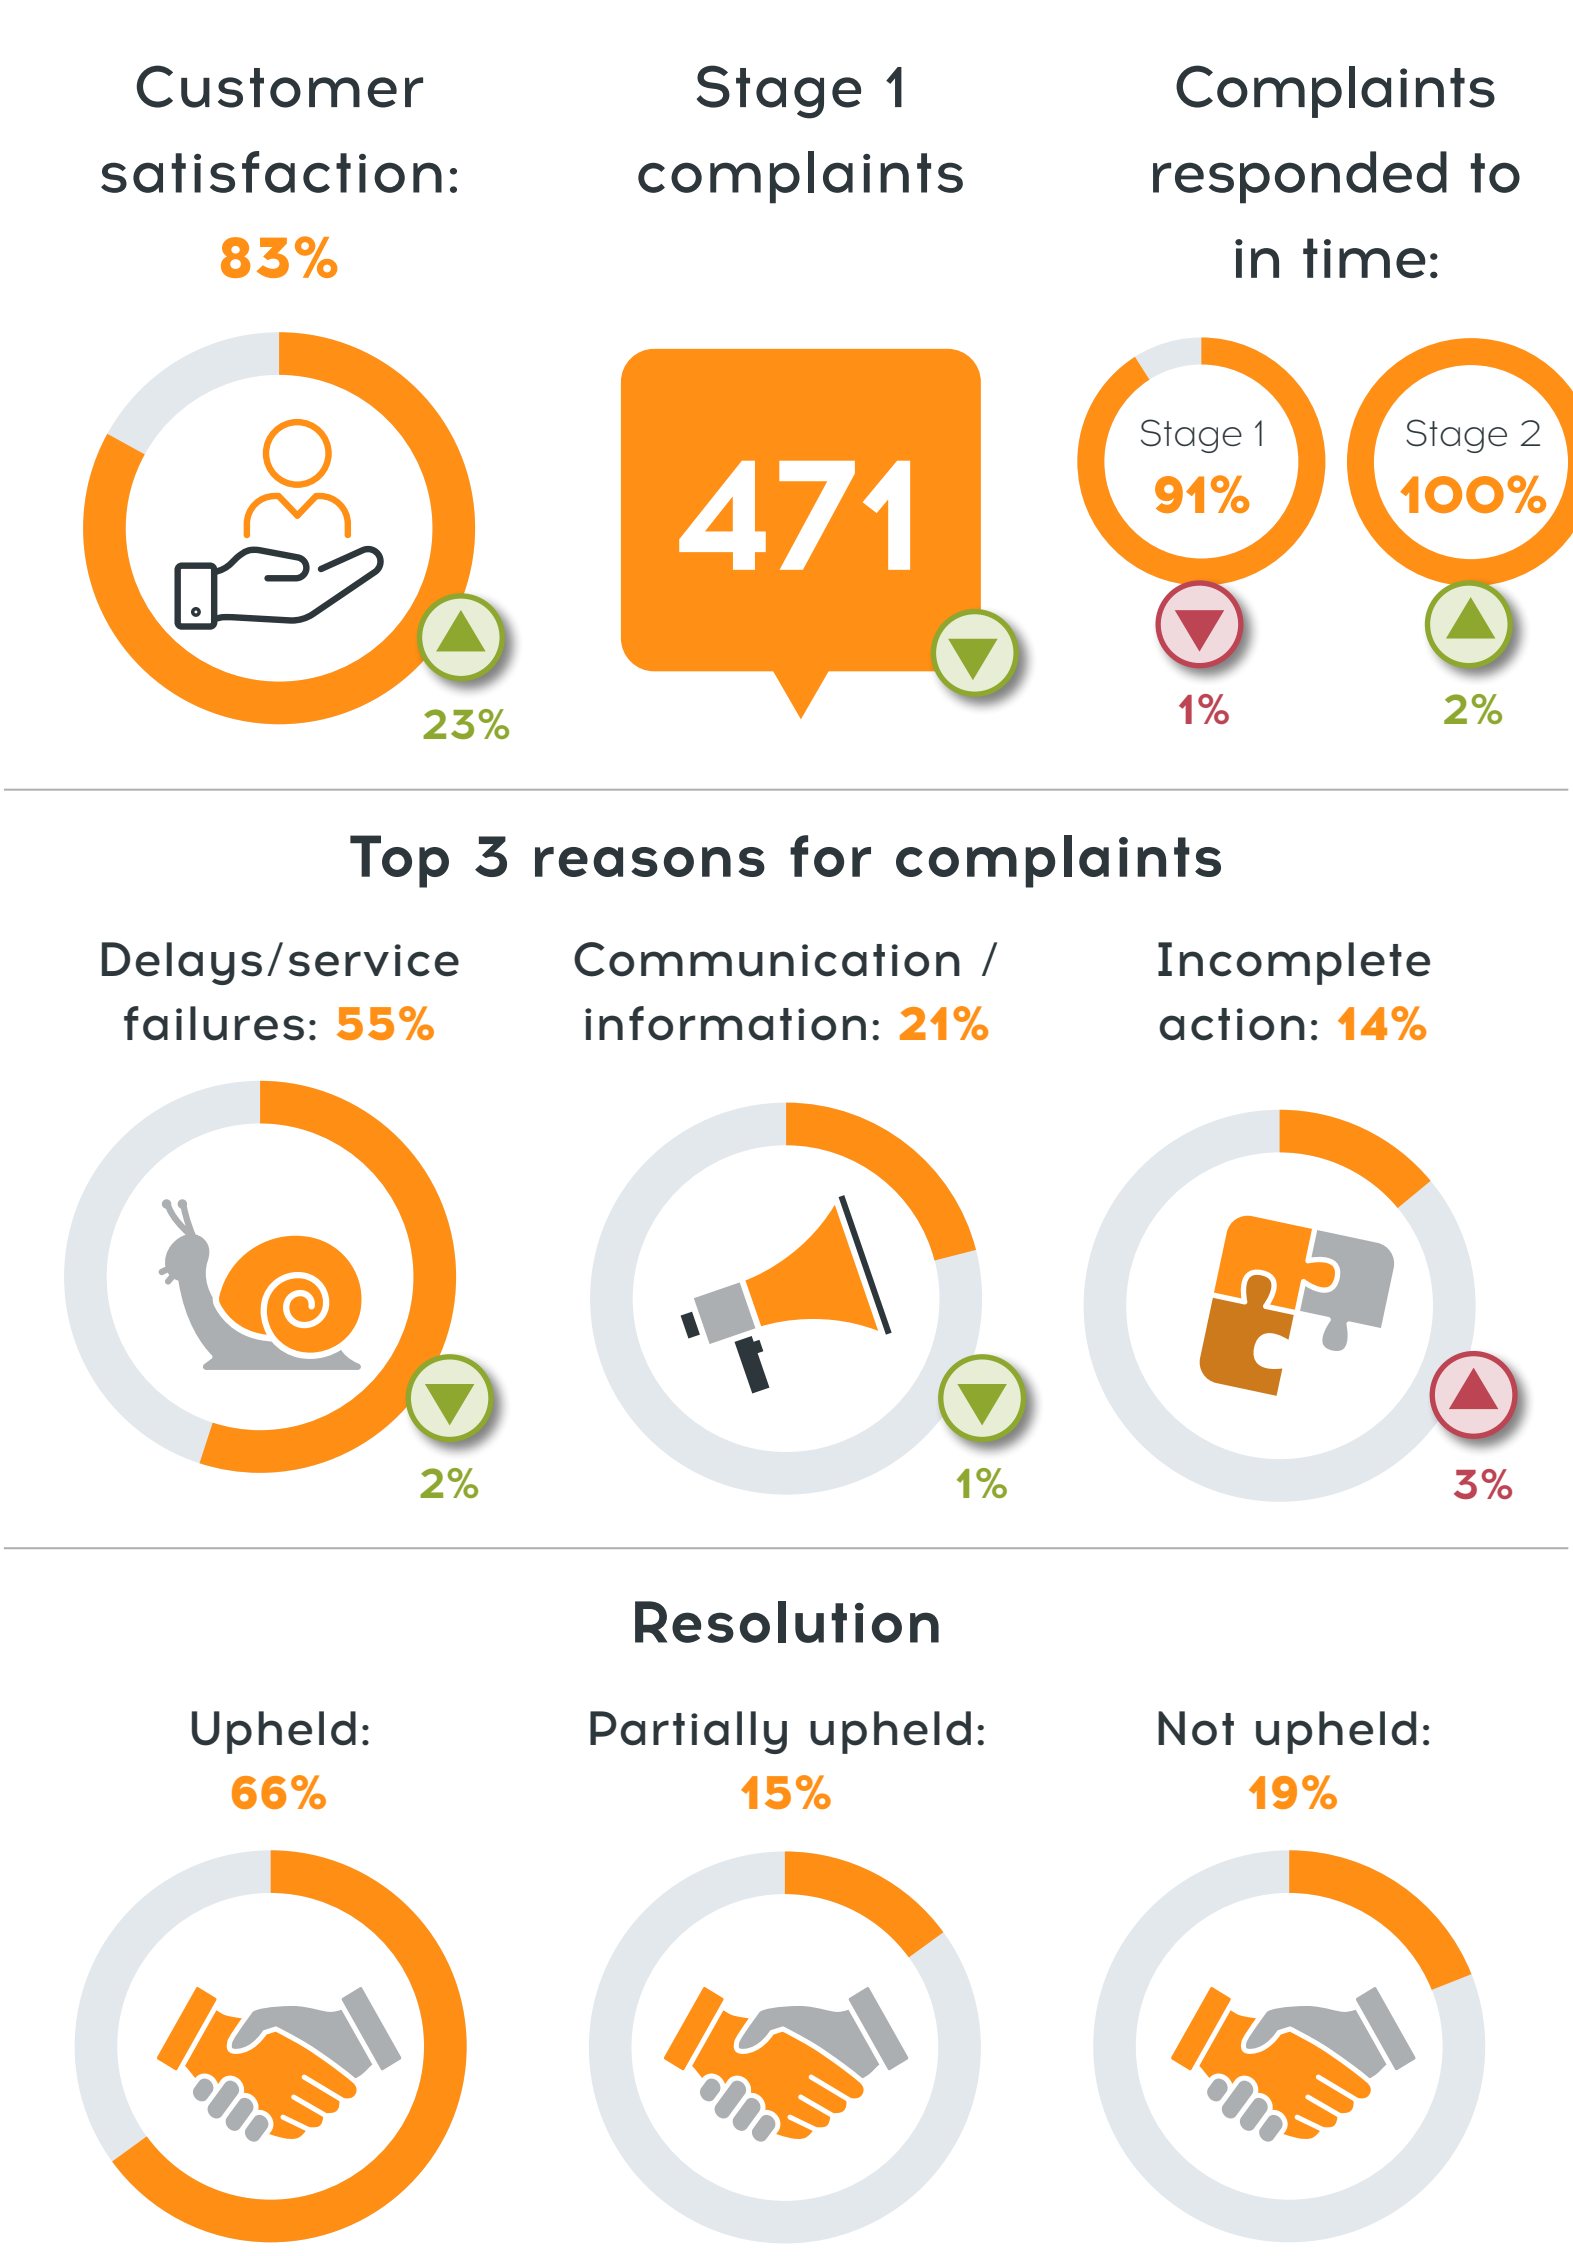 Customer
satisfaction:
83%
23%
Stage 1
complaints
471
Complaints
responded to
in time:
Stage 1
91%
1%
Stage 2
100%
2%
Top 3 reasons for complaints
Delays/service
failures: 55%
2%
Communication /
information: 21%
1%
Incomplete
action: 14%
3%
Resolution
Upheld:
66%
Partially upheld:
15%
Not upheld:
19%